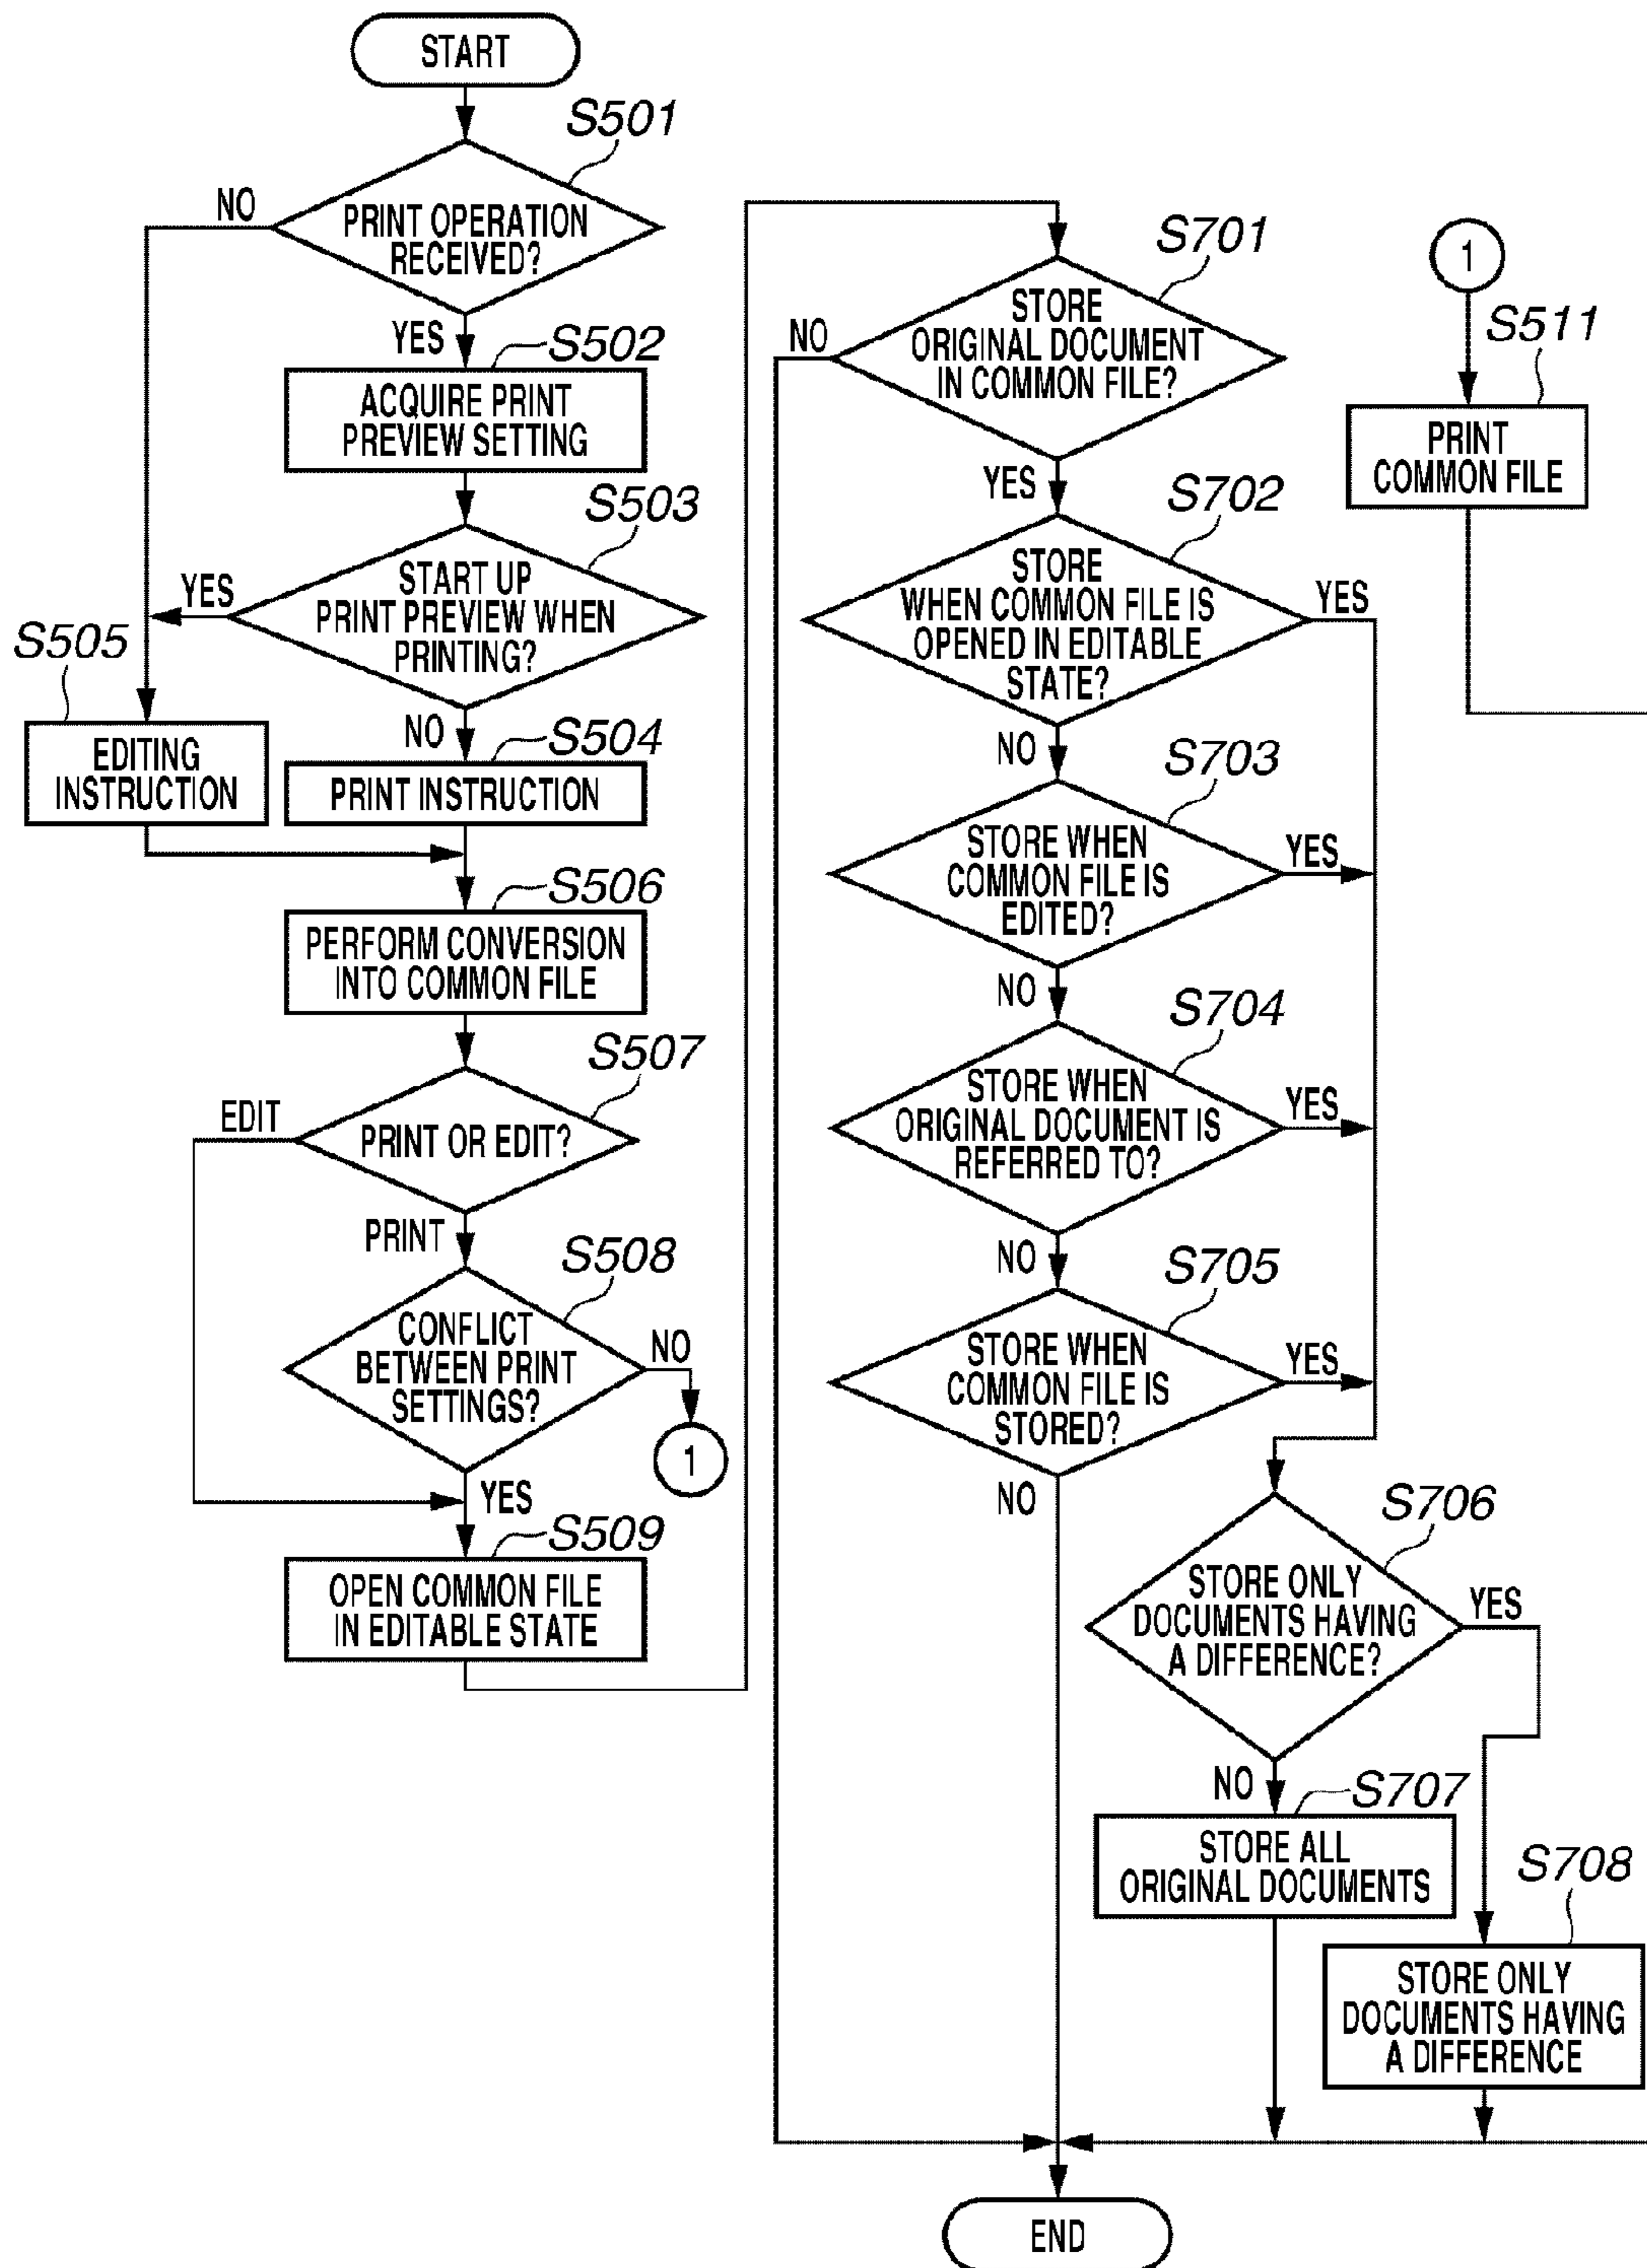 START
S501
NO
PRINT OPERATION
RECEIVED?
YES
S502
ACQUIRE PRINT
PREVIEW SETTING
S503
YES
START UP
PRINT PREVIEW WHEN
PRINTING?
S505
EDITING
INSTRUCTION
NO
S504
PRINT INSTRUCTION
S506
PERFORM CONVERSION
INTO COMMON FILE
S507
EDIT
PRINT OR EDIT?
PRINT
S508
CONFLICT
BETWEEN PRINT
SETTINGS?
NO
1
YES
S509
OPEN COMMON FILE
IN EDITABLE STATE
S701
NO
STORE
ORIGINAL DOCUMENT
IN COMMON FILE?
YES
S702
STORE
WHEN COMMON FILE IS
OPENED IN EDITABLE
STATE?
YES
NO
S703
STORE WHEN
COMMON FILE IS
EDITED?
YES
NO
S704
STORE WHEN
ORIGINAL DOCUMENT IS
REFERRED TO?
YES
NO
S705
STORE WHEN
COMMON FILE IS
STORED?
YES
NO
S706
STORE ONLY
DOCUMENTS HAVING
A DIFFERENCE?
YES
NO
S707
STORE ALL
ORIGINAL DOCUMENTS
S708
STORE ONLY
DOCUMENTS HAVING
A DIFFERENCE
1
S511
PRINT
COMMON FILE
END